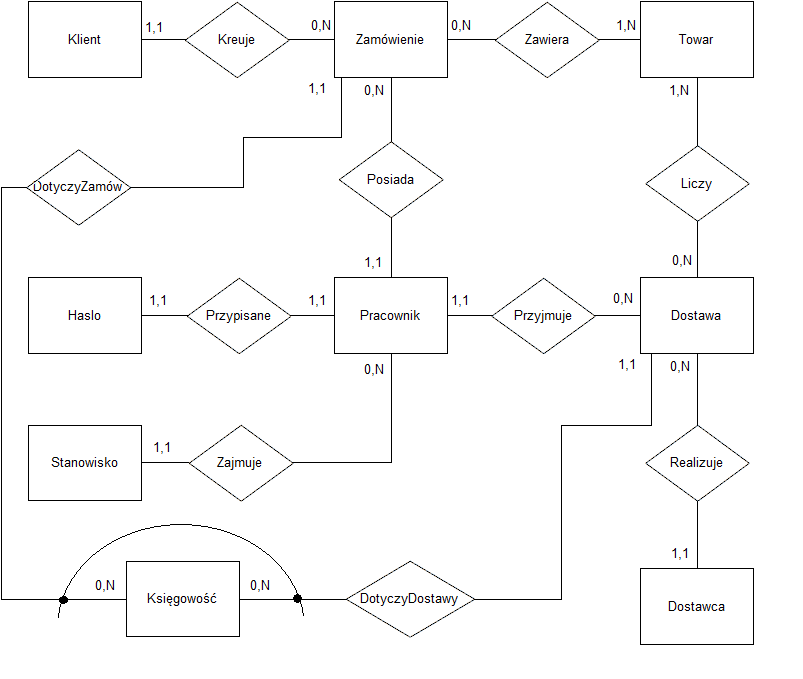 1,1
0,N
0,N
1,N
Klient
Kreuje
Zamówienie
Zawiera
Towar
1,1
0,N
1,N
DotyczyZamów
Posiada
Liczy
1,1
0,N
1,1
1,1
1,1
0,N
Haslo
Przypisane
Pracownik
Przyjmuje
Dostawa
0,N
1,1
0,N
1,1
Stanowisko
Zajmuje
Realizuje
1,1
0,N
0,N
Księgowość
DotyczyDostawy
Dostawca